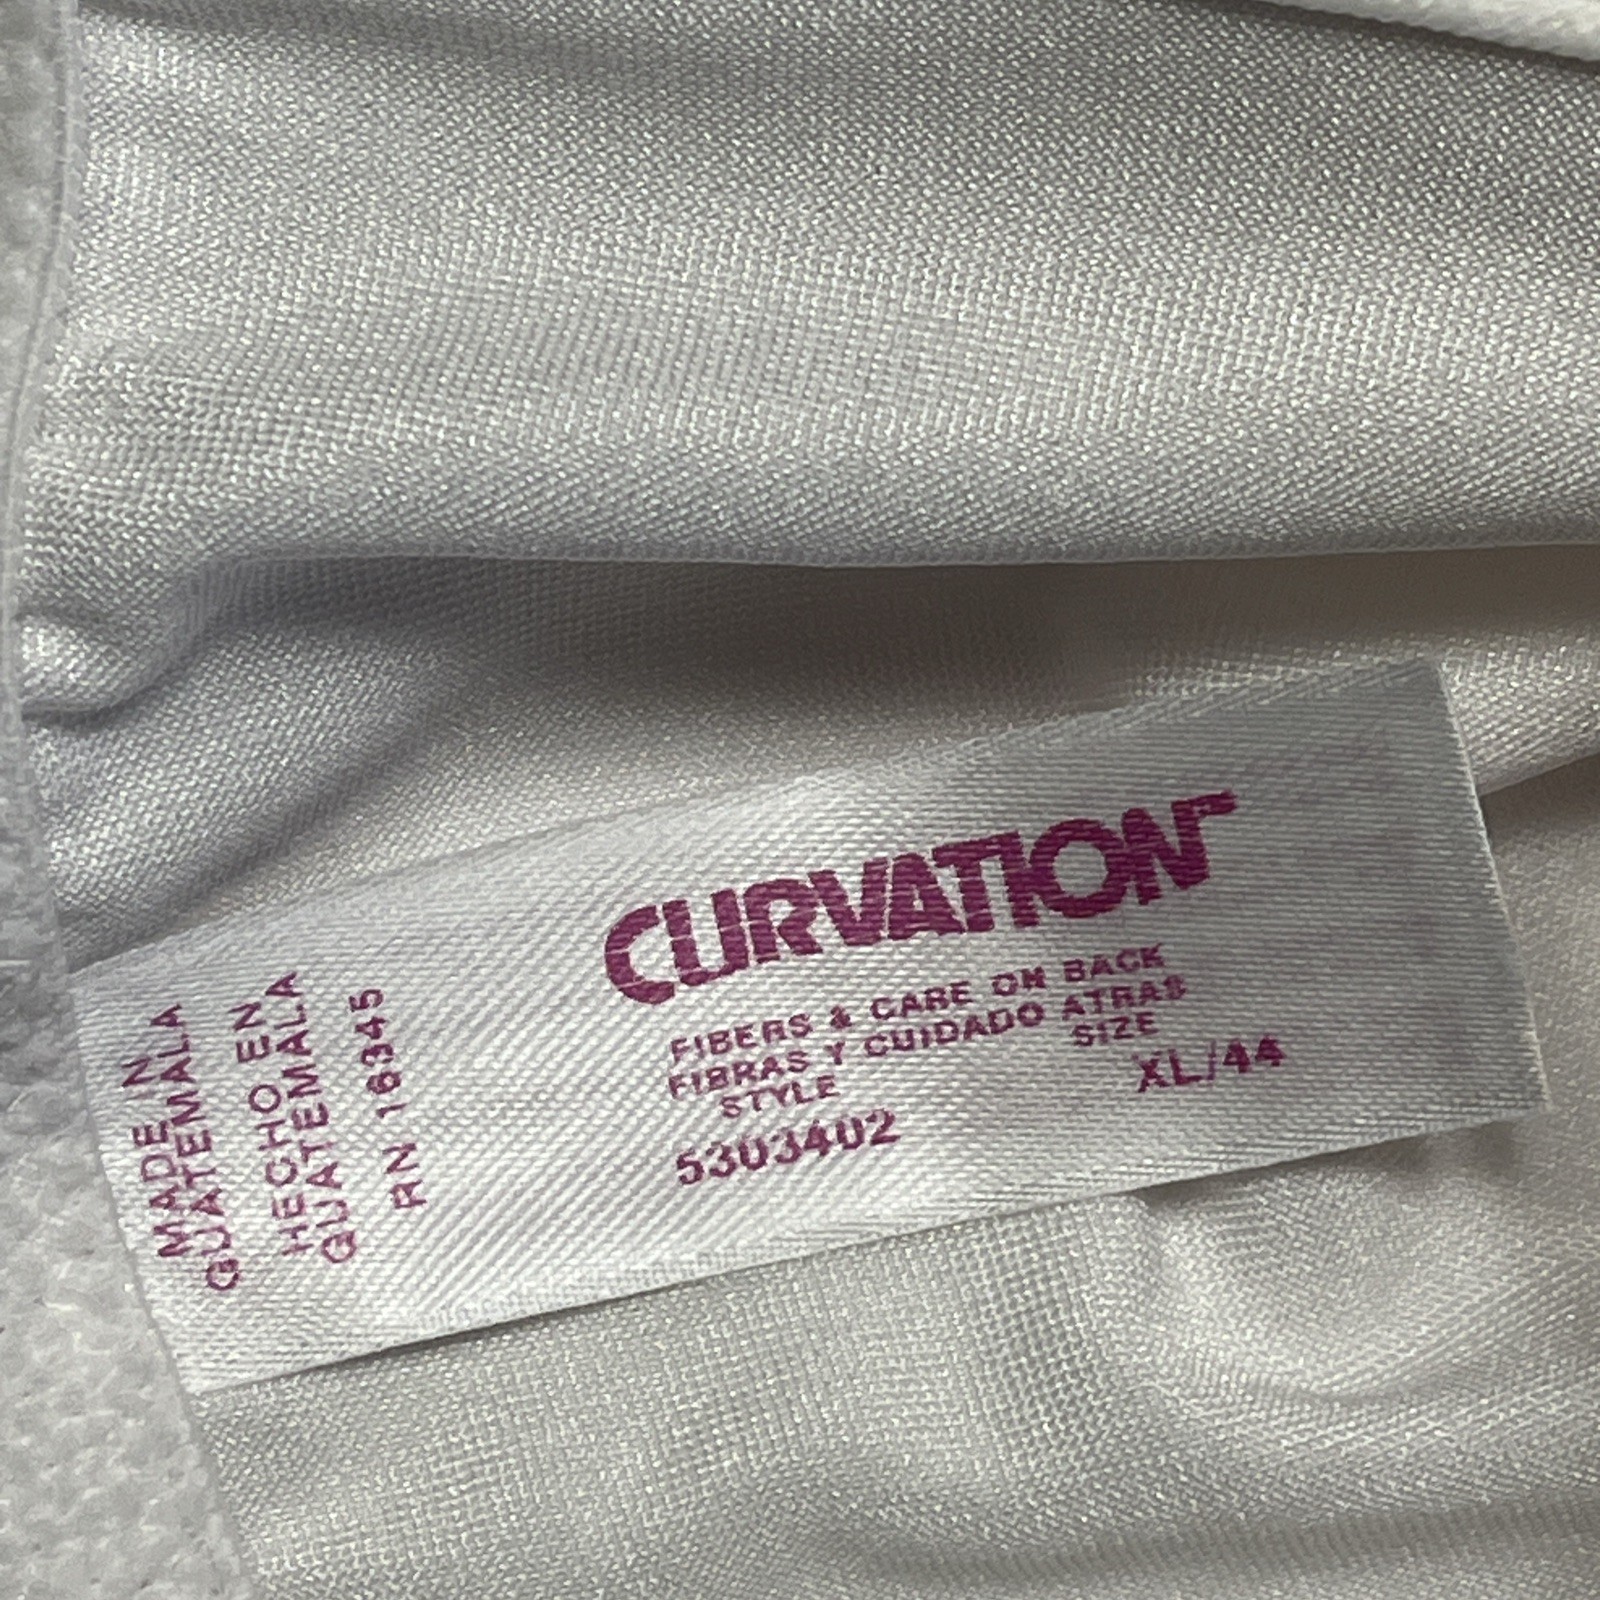 MADE IN
GUATEMALA
HECHO EN
GUATEMALA
RN 16345
CURVATION
FIBERS & CARE ON BACK
FIBRAS Y CUIDADO ATRAS
STYLE SIZE
5303402 XL/44